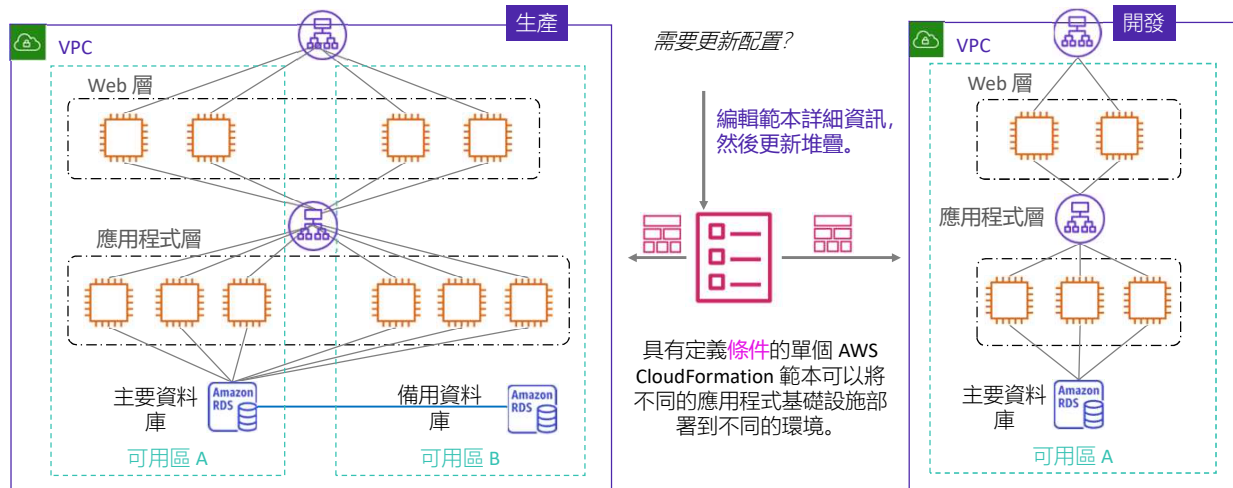 生產
VPC
Web 層
應用程式層
主要資料
庫
Amazon
RDS
備用資料
庫
Amazon
RDS
可用區 A
可用區 B
需要更新配置?
編輯範本詳細資訊,
然後更新堆疊。
具有定義條件的單個 AWS
CloudFormation 範本可以將
不同的應用程式基礎設施部
署到不同的環境。
開發
VPC
Web 層
應用程式層
主要資料
庫
Amazon
RDS
可用區 A